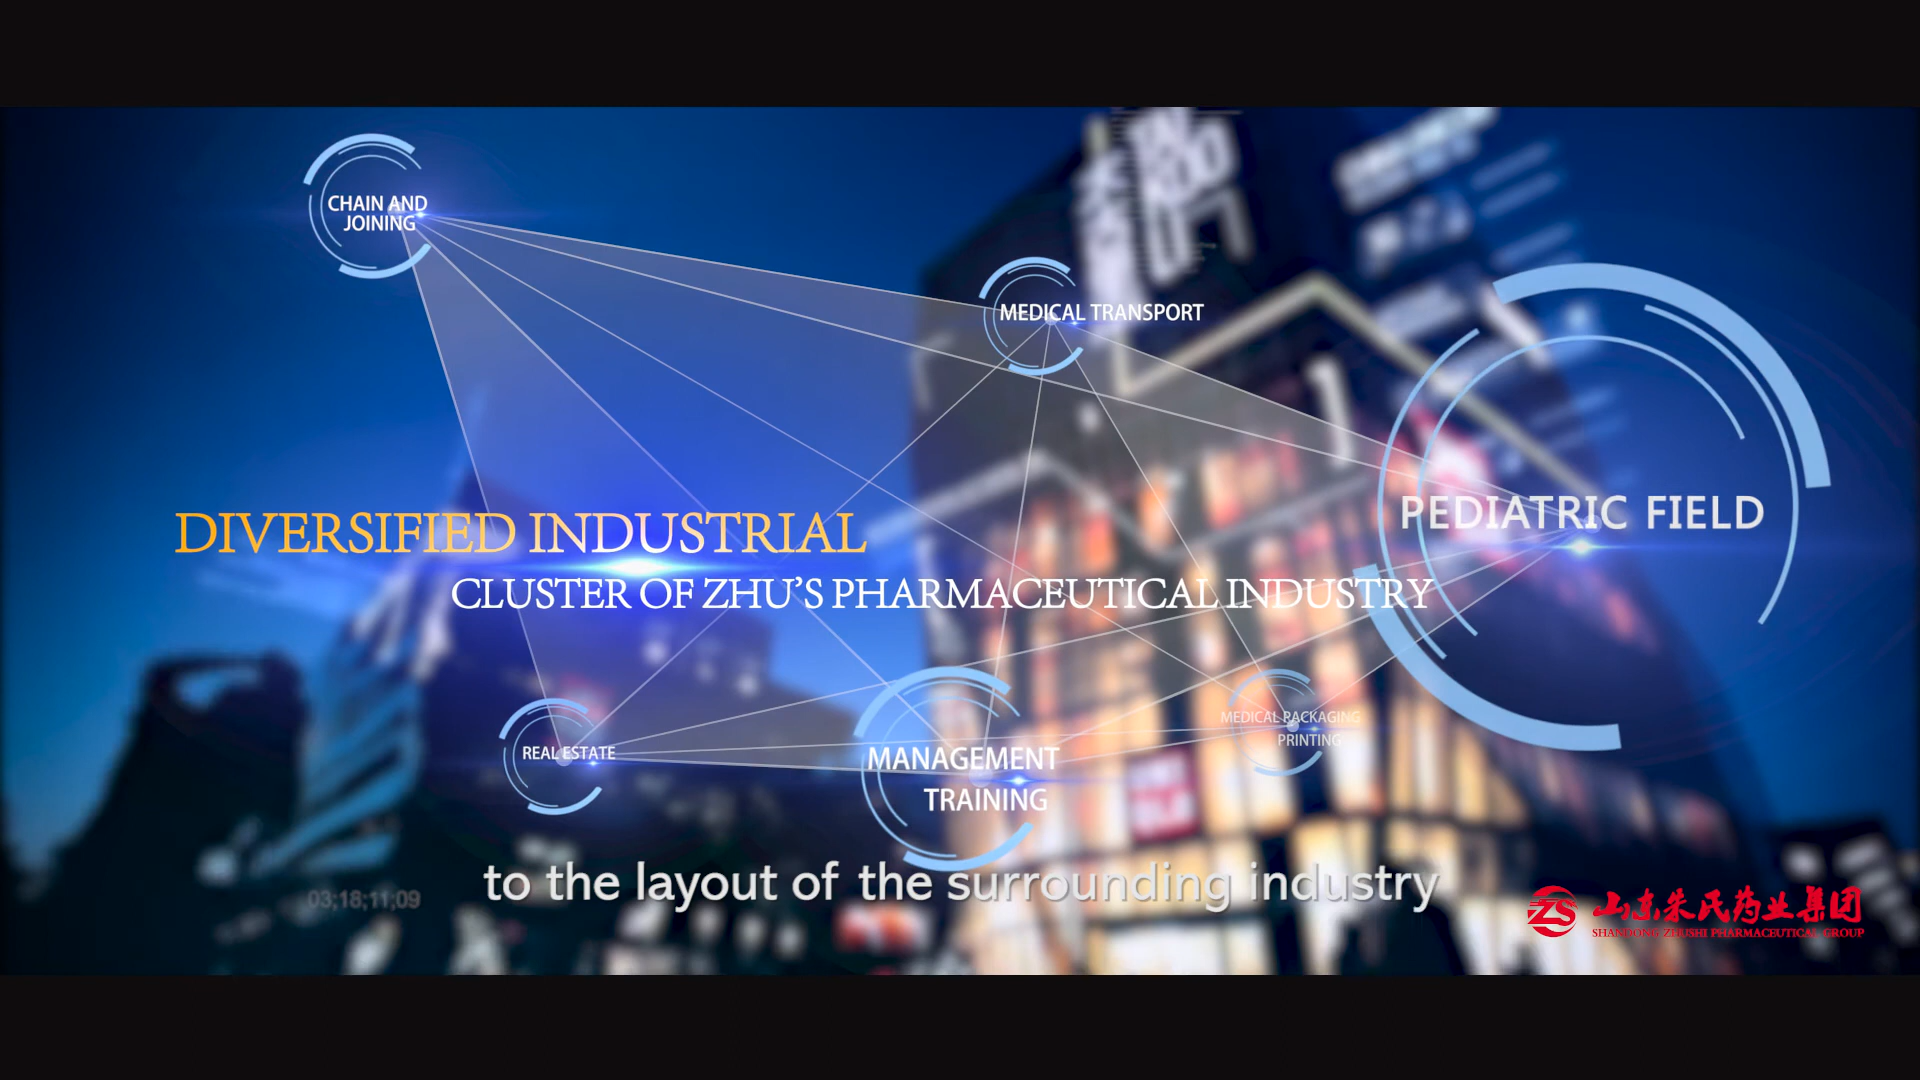 CHAIN AND
JOINING
MEDICAL TRANSPORT
PEDIATRIC FIELD
DIVERSIFIED INDUSTRIAL
CLUSTER OF ZHU'S PHARMACEUTICAL INDUSTRY
REAL ESTATE
MANAGEMENT
TRAINING
MEDICAL PACKAGING
PRINTING
to the layout of the surrounding industry
03;18;11;09
ZS
山东朱氏药业集团
SHANDONG ZHUSHI PHARMACEUTICAL GROUP